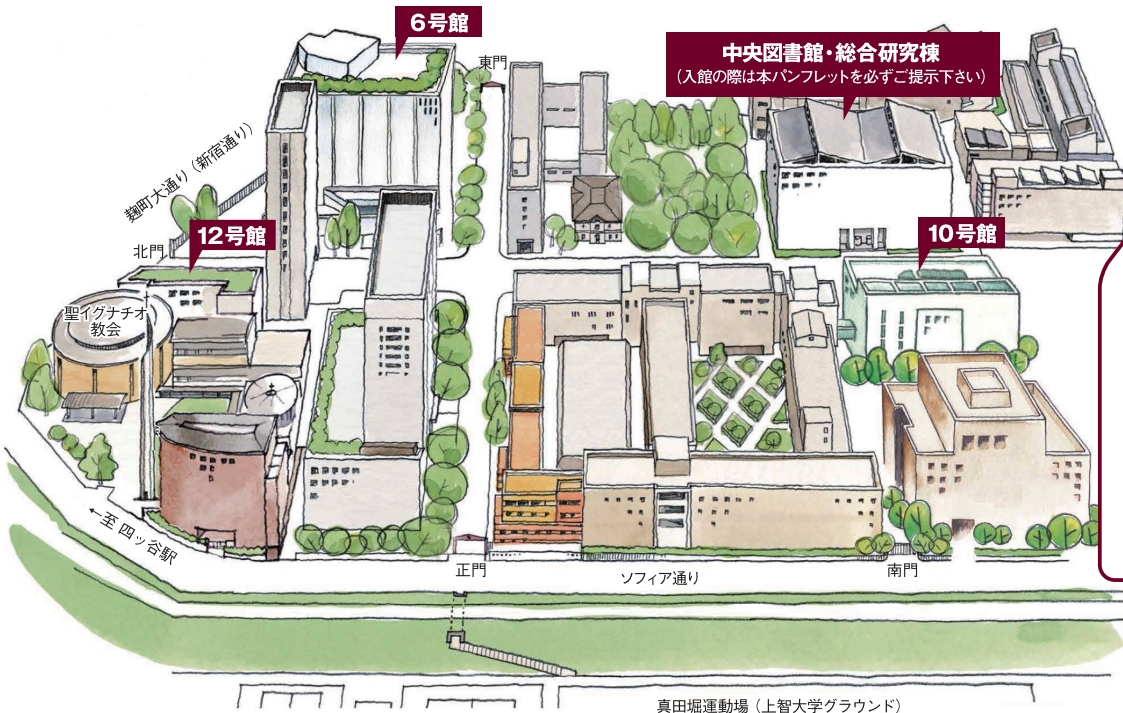 6号館
東門
中央図書館・総合研究棟
(入館の際は本パンフレットを必ずご提示下さい)
麹町大通り(新宿通り)
北門
12号館
10号館
聖イグナチオ
教会
←至 四ッ谷駅
正門
ソフィア通り
南門
真田堀運動場(上智大学グラウンド)